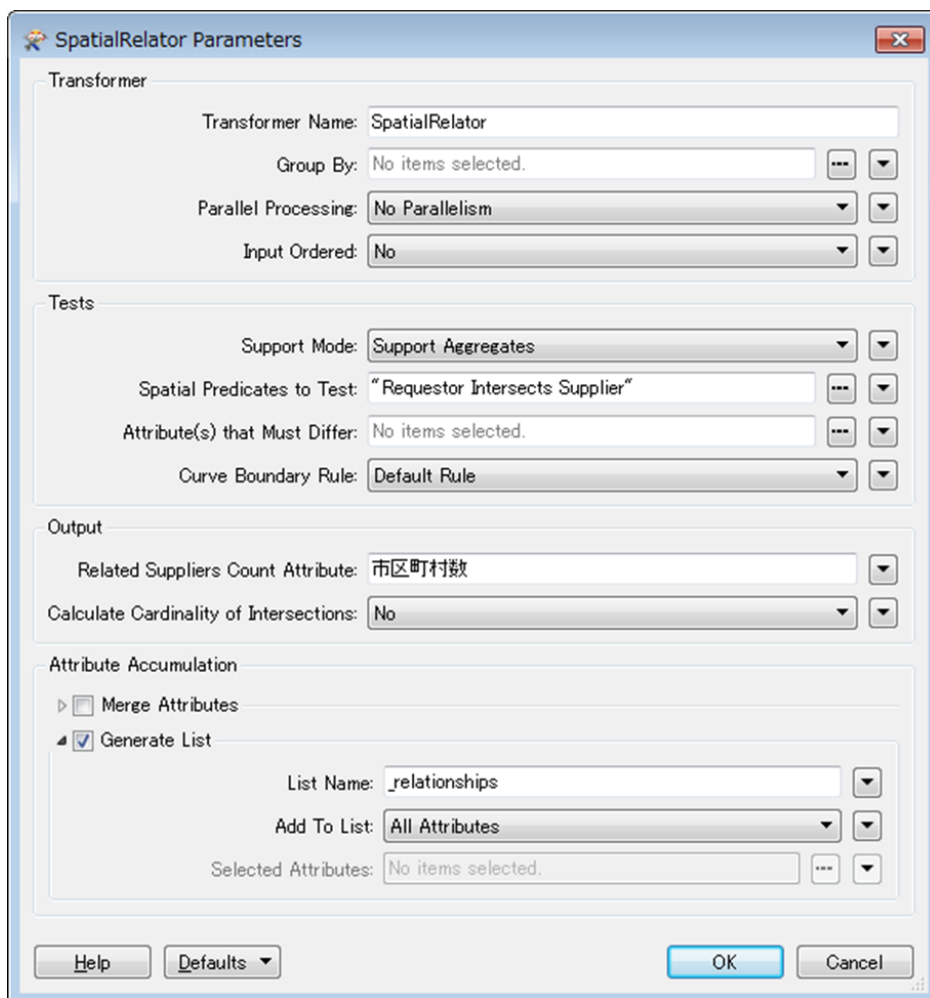 SpatialRelator Parameters
Transformer
Transformer Name: SpatialRelator
Group By: No items selected.
Parallel Processing: No Parallelism
Input Ordered: No
Tests
Support Mode: Support Aggregates
Spatial Predicates to Test: "Requestor Intersects Supplier"
Attribute(s) that Must Differ: No items selected.
Curve Boundary Rule: Default Rule
Output
Related Suppliers Count Attribute: 市区町村数
Calculate Cardinality of Intersections: No
Attribute Accumulation
Merge Attributes
Generate List
List Name: _relationships
Add To List: All Attributes
Selected Attributes: No items selected.
Help Defaults OK Cancel